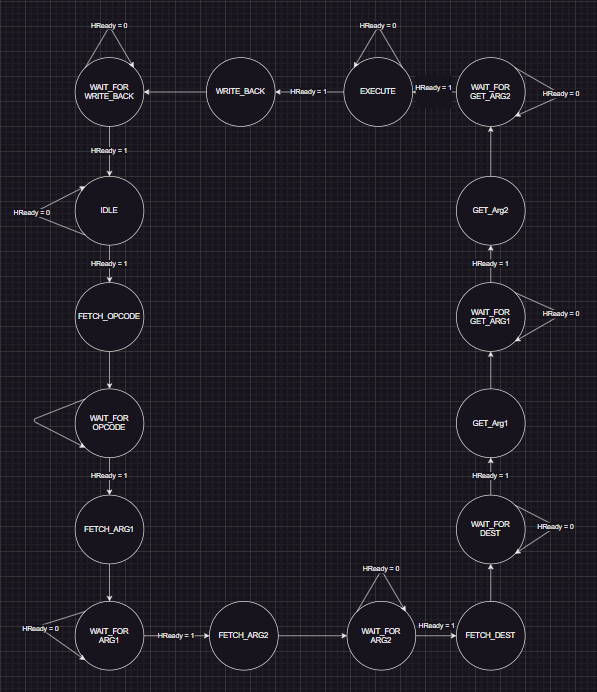 HReady = 0
HReady = 0
WAIT_FOR
WRITE_BACK
WRITE_BACK
HReady = 1
EXECUTE
HReady = 1
WAIT_FOR
GET_ARG2
HReady = 0
HReady = 1
HReady = 0
IDLE
GET_Arg2
HReady = 1
HReady = 1
FETCH_OPCODE
WAIT_FOR
GET_ARG1
HReady = 0
WAIT_FOR
OPCODE
GET_Arg1
HReady = 1
HReady = 1
FETCH_ARG1
WAIT_FOR
DEST
HReady = 0
HReady = 0
HReady = 0
WAIT_FOR
ARG1
HReady = 1
FETCH_ARG2
WAIT_FOR
ARG2
HReady = 1
FETCH_DEST